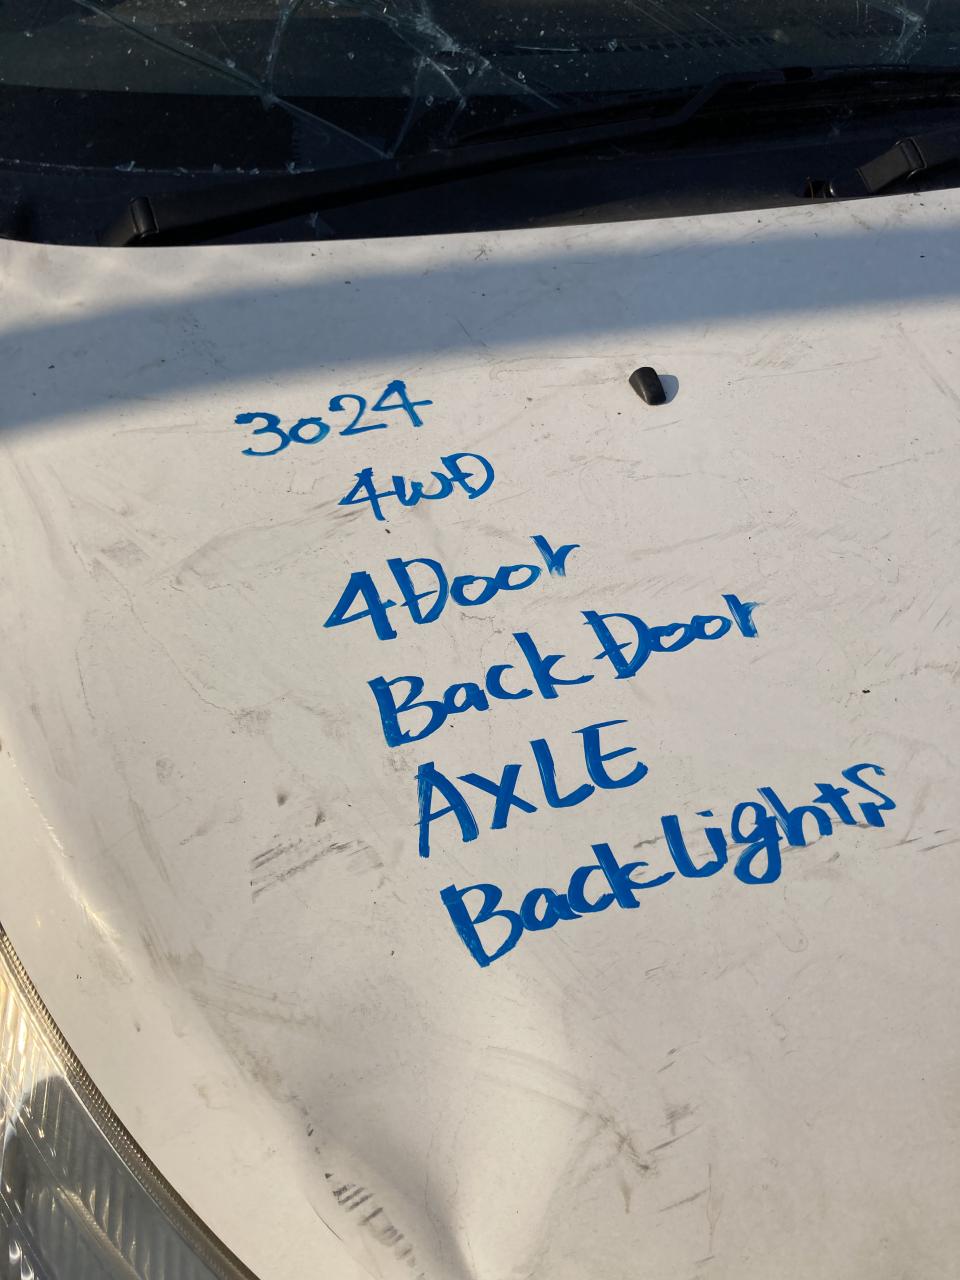 3024
4WD
4Door
Back Door
AXLE
Back Lights